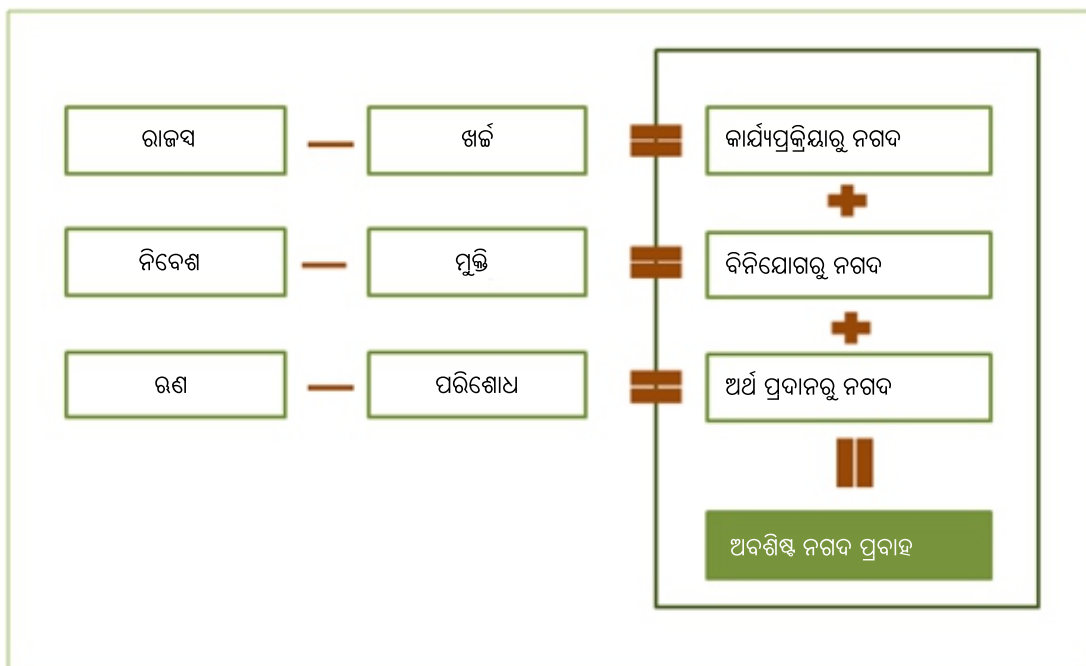 ରାଜସ୍ଵ
ଖର୍ଚ୍ଚ
କାର୍ଯ୍ୟପ୍ରକ୍ରିୟାରୁ ନଗଦ
ନିବେଶ
ମୁକ୍ତି
ବିନିଯୋଗରୁ ନଗଦ
ଋଣ
ପରିଶୋଧ
ଅର୍ଥ ପ୍ରଦାନରୁ ନଗଦ
ଅବଶିଷ୍ଟ ନଗଦ ପ୍ରବାହ